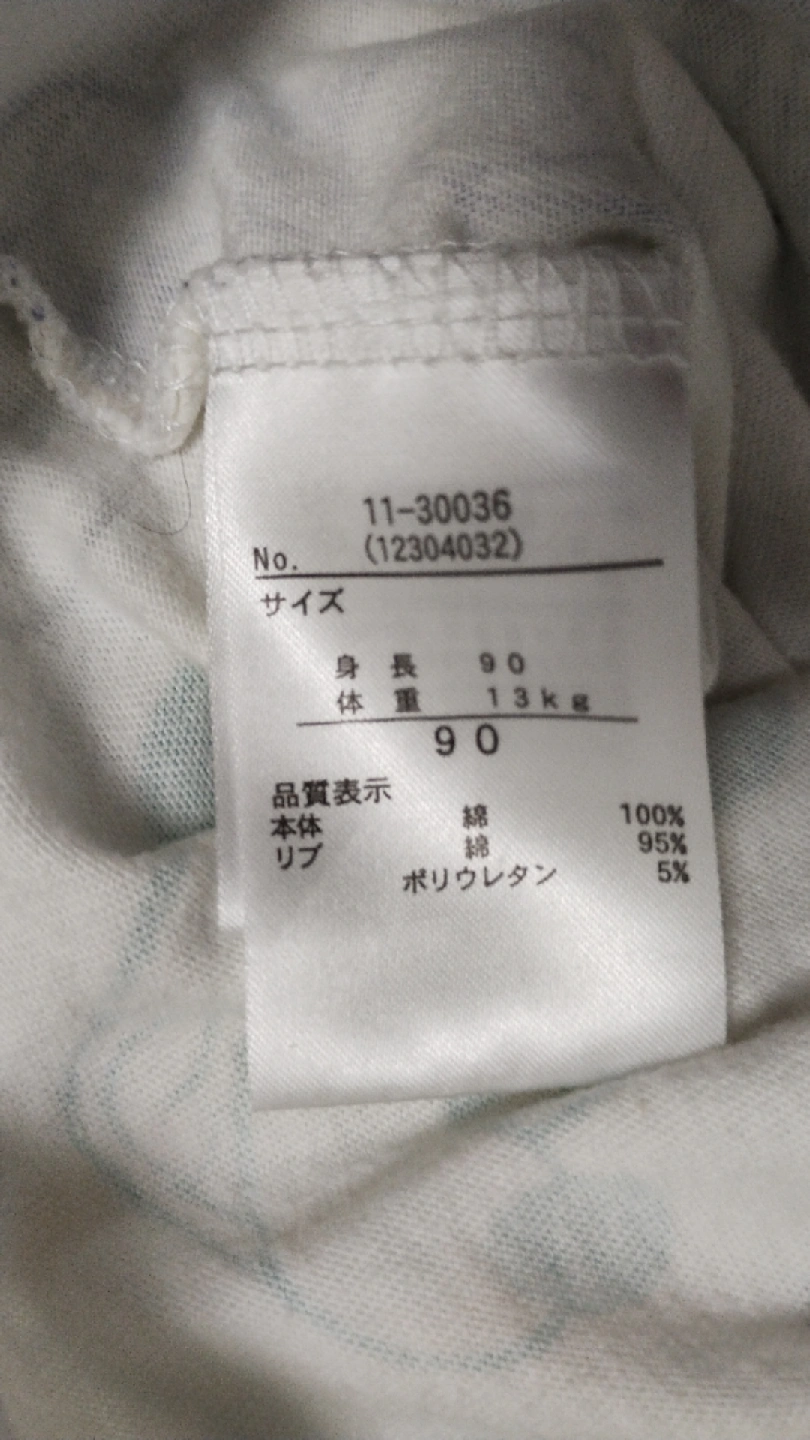 11-30036
No. (12304032)
サイズ
身長 90
体重 13kg
90
品質表示
本体 綿 100%
リブ 綿 95%
ポリウレタン 5%